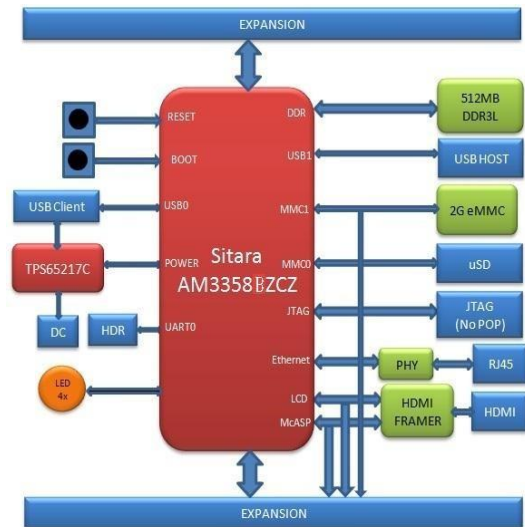 EXPANSION
RESET
BOOT
USB Client
USB0
TPS65217C
POWER
DC
HDR
UART0
LED
4x
Sitara
AM3358BZCZ
DDR
USB1
MMC1
MMC0
JTAG
Ethernet
LCD
McASP
512MB
DDR3L
USB HOST
2G eMMC
uSD
JTAG
(No POP)
PHY
RJ45
HDMI
FRAMER
HDMI
EXPANSION